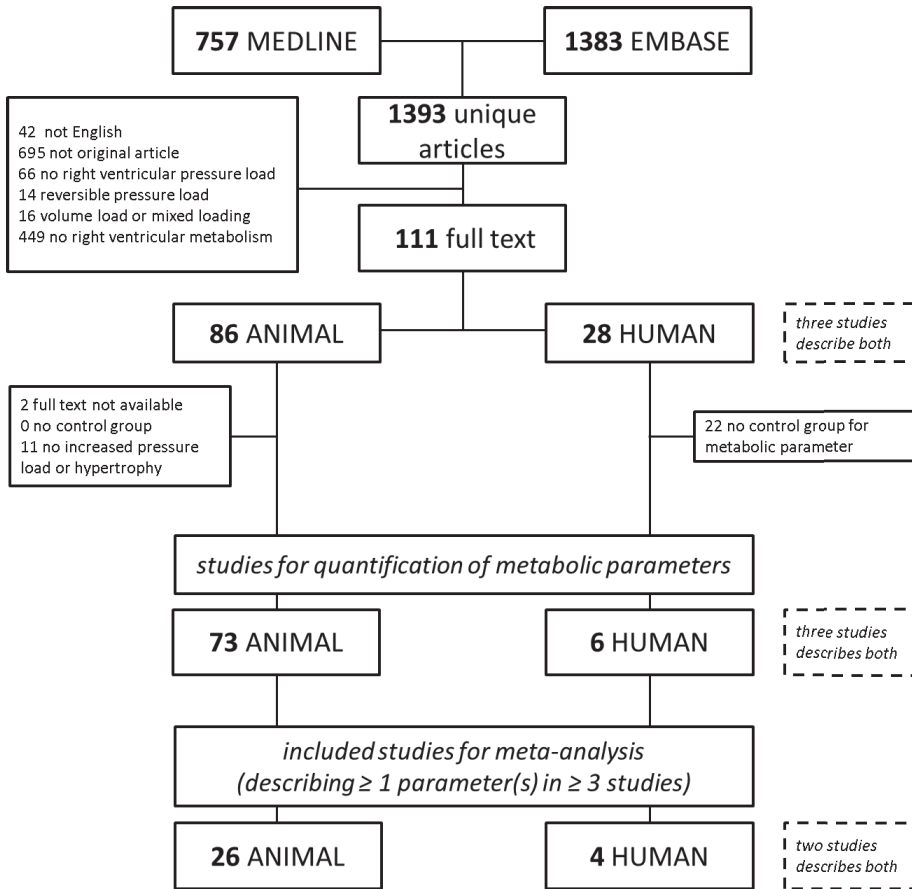 757 MEDLINE
1383 EMBASE
1393 unique
articles
42 not English
695 not original article
66 no right ventricular pressure load
14 reversible pressure load
16 volume load or mixed loading
449 no right ventricular metabolism
111 full text
86 ANIMAL
28 HUMAN
three studies
describe both
2 full text not available
0 no control group
11 no increased pressure
load or hypertrophy
22 no control group for
metabolic parameter
studies for quantification of metabolic parameters
73 ANIMAL
6 HUMAN
three studies
describes both
included studies for meta-analysis
(describing ≥ 1 parameter(s) in ≥ 3 studies)
26 ANIMAL
4 HUMAN
two studies
describes both